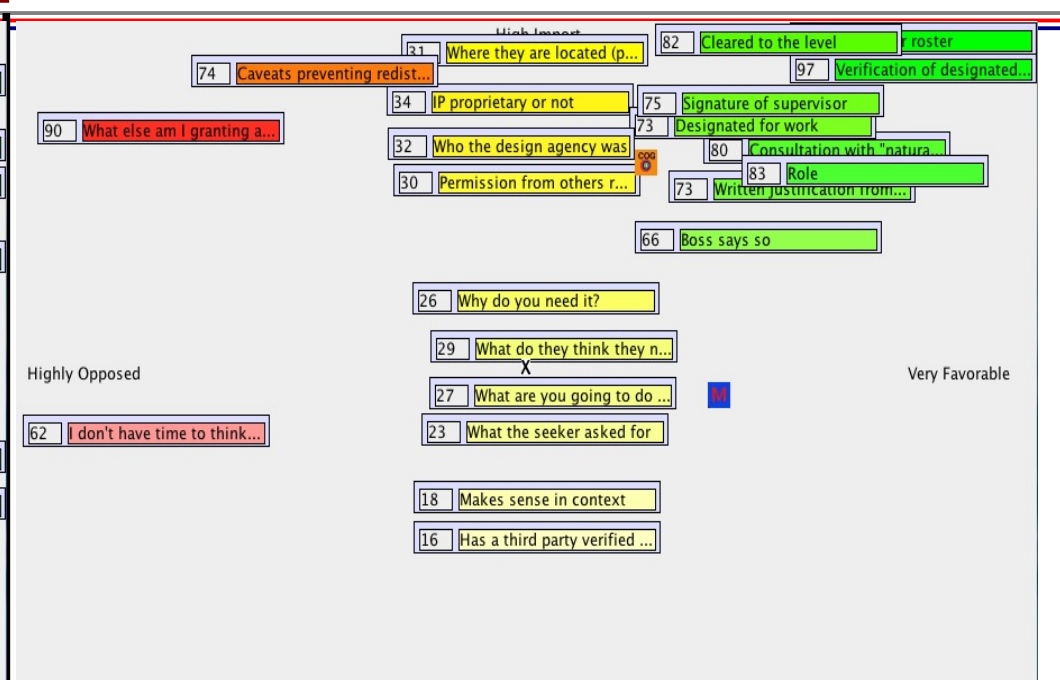 High Import
82 Cleared to the level
r roster
31 Where they are located (p...
74 Caveats preventing redist...
97 Verification of designated...
34 IP proprietary or not
75 Signature of supervisor
90 What else am I granting a...
73 Designated for work
32 Who the design agency was
80 Consultation with "natura...
COG
83 Role
30 Permission from others r...
73 Written Justification from...
66 Boss says so
26 Why do you need it?
29 What do they think they n...
X
Highly Opposed
Very Favorable
27 What are you going to do ...
M
62 I don't have time to think...
23 What the seeker asked for
18 Makes sense in context
16 Has a third party verified ...